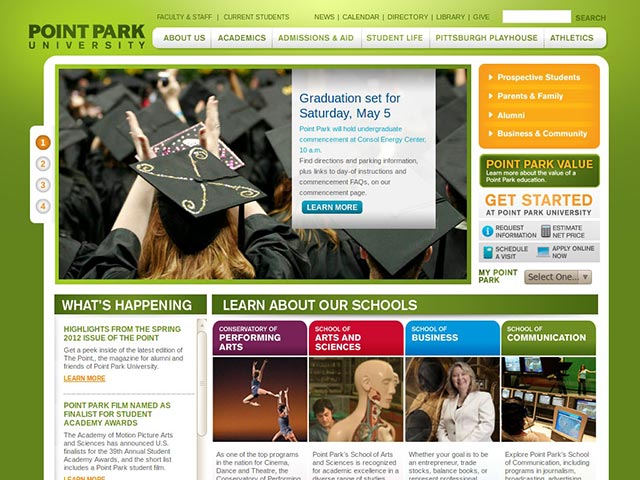 FACULTY & STAFF | CURRENT STUDENTS
NEWS | CALENDAR | DIRECTORY | LIBRARY | GIVE
SEARCH
POINT PARK
UNIVERSITY
ABOUT US
ACADEMICS
ADMISSIONS & AID
STUDENT LIFE
PITTSBURGH PLAYHOUSE
ATHLETICS
1
2
3
4
Graduation set for
Saturday, May 5
Point Park will hold undergraduate
commencement at Consol Energy Center,
10 a.m.
Find directions and parking information,
plus links to day-of instructions and
commencement FAQs, on our
commencement page.
LEARN MORE
Prospective Students
Parents & Family
Alumni
Business & Community
POINT PARK VALUE
Learn more about the value of a
Point Park education.
GET STARTED
AT POINT PARK UNIVERSITY
REQUEST
INFORMATION
ESTIMATE
NET PRICE
SCHEDULE
A VISIT
APPLY ONLINE
NOW
MY POINT
PARK
Select One...
WHAT'S HAPPENING
HIGHLIGHTS FROM THE SPRING
2012 ISSUE OF THE POINT
Get a peek inside of the latest edition of
The Point,, the magazine for alumni and
friends of Point Park University.
LEARN MORE
POINT PARK FILM NAMED AS
FINALIST FOR STUDENT
ACADEMY AWARDS
The Academy of Motion Picture Arts
and Sciences has announced U.S.
finalists for the 39th Annual Student
Academy Awards, and the short list
includes a Point Park student film.
LEARN MORE
LEARN ABOUT OUR SCHOOLS
CONSERVATORY OF
PERFORMING
ARTS
As one of the top programs
in the nation for Cinema,
Dance and Theatre, the
Conservatory of Performing
SCHOOL OF
ARTS AND
SCIENCES
Point Park's School of Arts
and Sciences is recognized
for academic excellence in a
diverse range of studies
SCHOOL OF
BUSINESS
Whether your goal is to be
an entrepreneur, trade
stocks, balance books, or
represent professional
SCHOOL OF
COMMUNICATION
Explore Point Park's School
of Communication, including
programs in journalism,
broadcasting, advertising